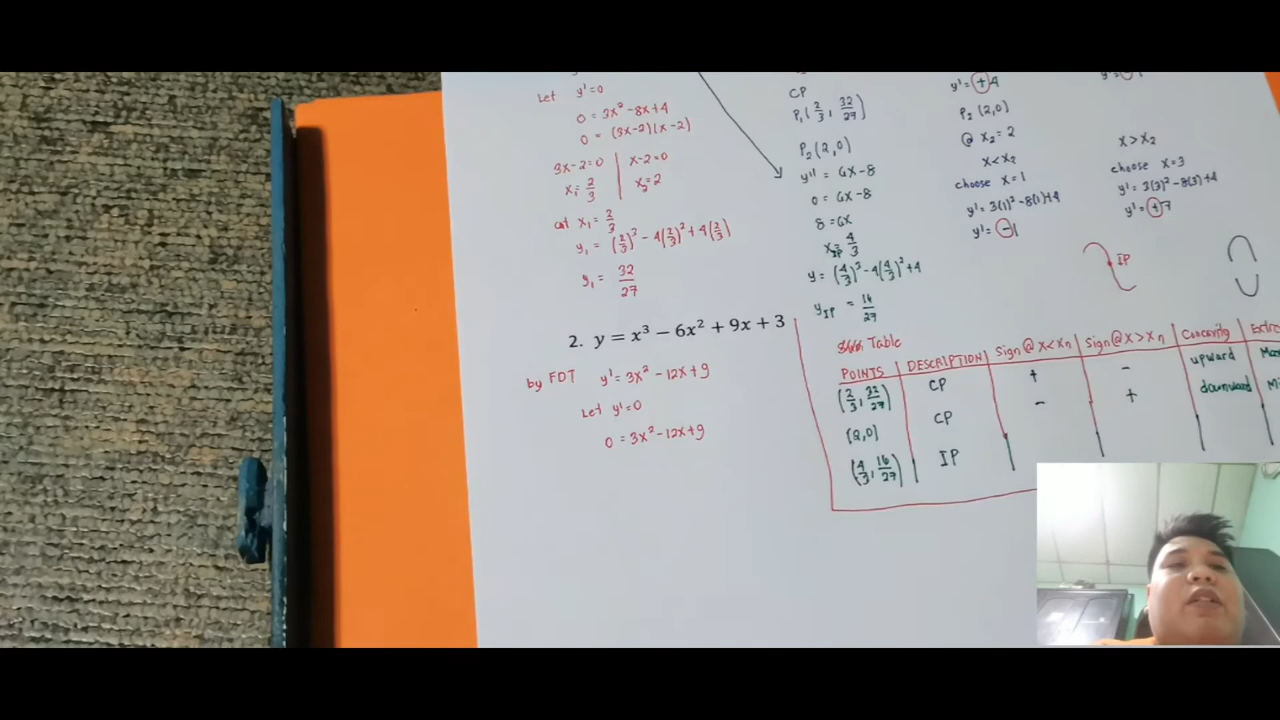 Let y'=0
0 = 3x² - 8x + 4
0 = (3x-2)(x-2)
3x-2=0 | x-2=0
x₁ = 2/3 | x₂ = 2
at x₁ = 2/3
y₁ = (2/3)³ - 4(2/3)² + 4(2/3)
y₁ = 32/27
2. y = x³ − 6x² + 9x + 3
by FDT y' = 3x² - 12x + 9
Let y'=0
0 = 3x² - 12x + 9
CP
P₁(2/3, 32/27)
P₂(2,0)
y'' = 6x-8
0 = 6x-8
8 = 6x
x_IP = 4/3
y = (4/3)³ - 4(4/3)² + 4
y_IP = 16/27
y' = +4
P₂(2,0)
@ x₂ = 2
x < x₂
choose x=1
y' = 3(1)² - 8(1) + 4
y' = -1
x > x₂
choose x=3
y' = 3(3)² - 8(3) + 4
y' = +7
IP
Table
POINTS | DESCRIPTION | Sign @ x<xn | Sign @ x>xn | Concavity | Extre
(2/3, 32/27) | CP | + | - | upward
(2,0) | CP | - | + | downward | Mi
(4/3, 16/27) | IP